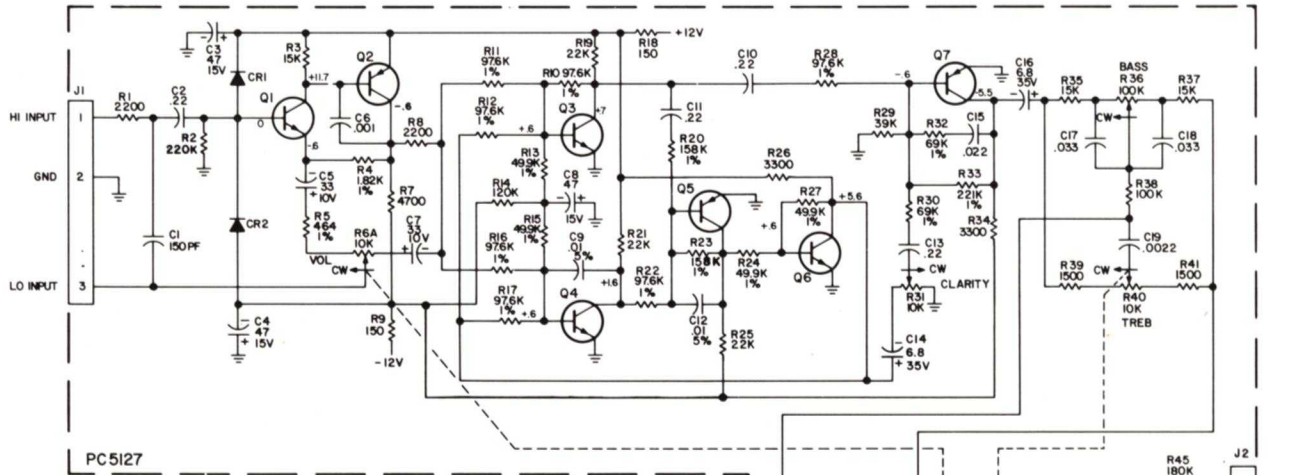 C3
47
15V
R3
15K
Q2
R11
97.6K
1%
R19
22K
R18
150
+12V
R10 97.6K
1%
C10
.22
R28
97.6K
1%
Q7
C16
6.8
35V
R35
15K
BASS
R36
100K
R37
15K
J1
HI INPUT
1
R1
2200
C2
.22
CR1
Q1
+11.7
0
-.6
-.6
C6
.001
R8
2200
R12
97.6K
1%
Q3
+7
+.6
C11
.22
-.6
-5.5
R29
39K
R32
69K
1%
C15
.022
CW
C17
.033
C18
.033
R2
220K
R4
1.82K
1%
R13
49.9K
1%
R20
158K
1%
R26
3300
R33
221K
1%
GND
2
C5
33
10V
R7
4700
R14
120K
C8
47
15V
Q5
R27
49.9K
1%
+5.6
R30
69K
1%
R34
3300
R38
100K
C1
150PF
CR2
R5
464
1%
R6A
10K
VOL
CW
C7
33
10V
R15
49.9K
1%
R16
97.6K
1%
C9
.01
5%
R21
22K
+.6
R23
158K
1%
R24
49.9K
1%
Q6
C13
.22
CW
CLARITY
R31
10K
C19
.0022
CW
LO INPUT
3
R17
97.6K
1%
+.6
Q4
+1.6
R22
97.6K
1%
C12
.01
5%
R39
1500
R40
10K
TREB
R41
1500
C4
47
15V
R9
150
-12V
R25
22K
C14
6.8
35V
PC5127
R45
180K
J2